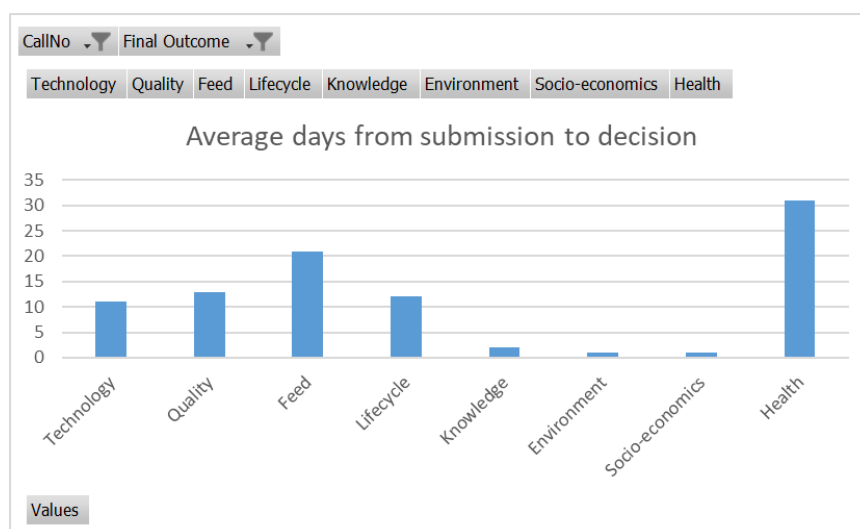 CallNo Final Outcome
Technology Quality Feed Lifecycle Knowledge Environment Socio-economics Health
Average days from submission to decision
35
30
25
20
15
10
5
0
Technology Quality Feed Lifecycle Knowledge Environment Socio-economics Health
Values